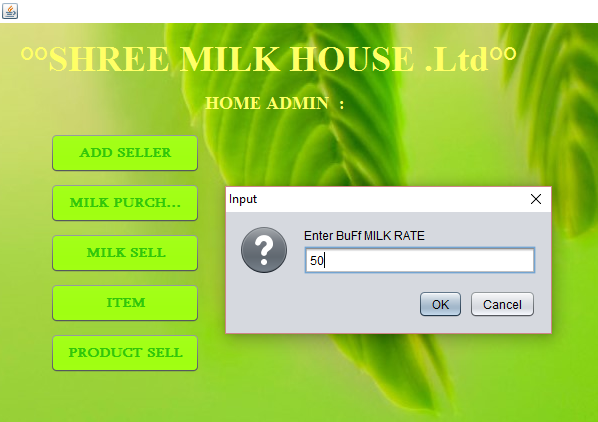 °°SHREE MILK HOUSE .Ltd°°
HOME ADMIN :
ADD SELLER
MILK PURCH...
MILK SELL
ITEM
PRODUCT SELL
Input
Enter BuFf MILK RATE
50
OK Cancel